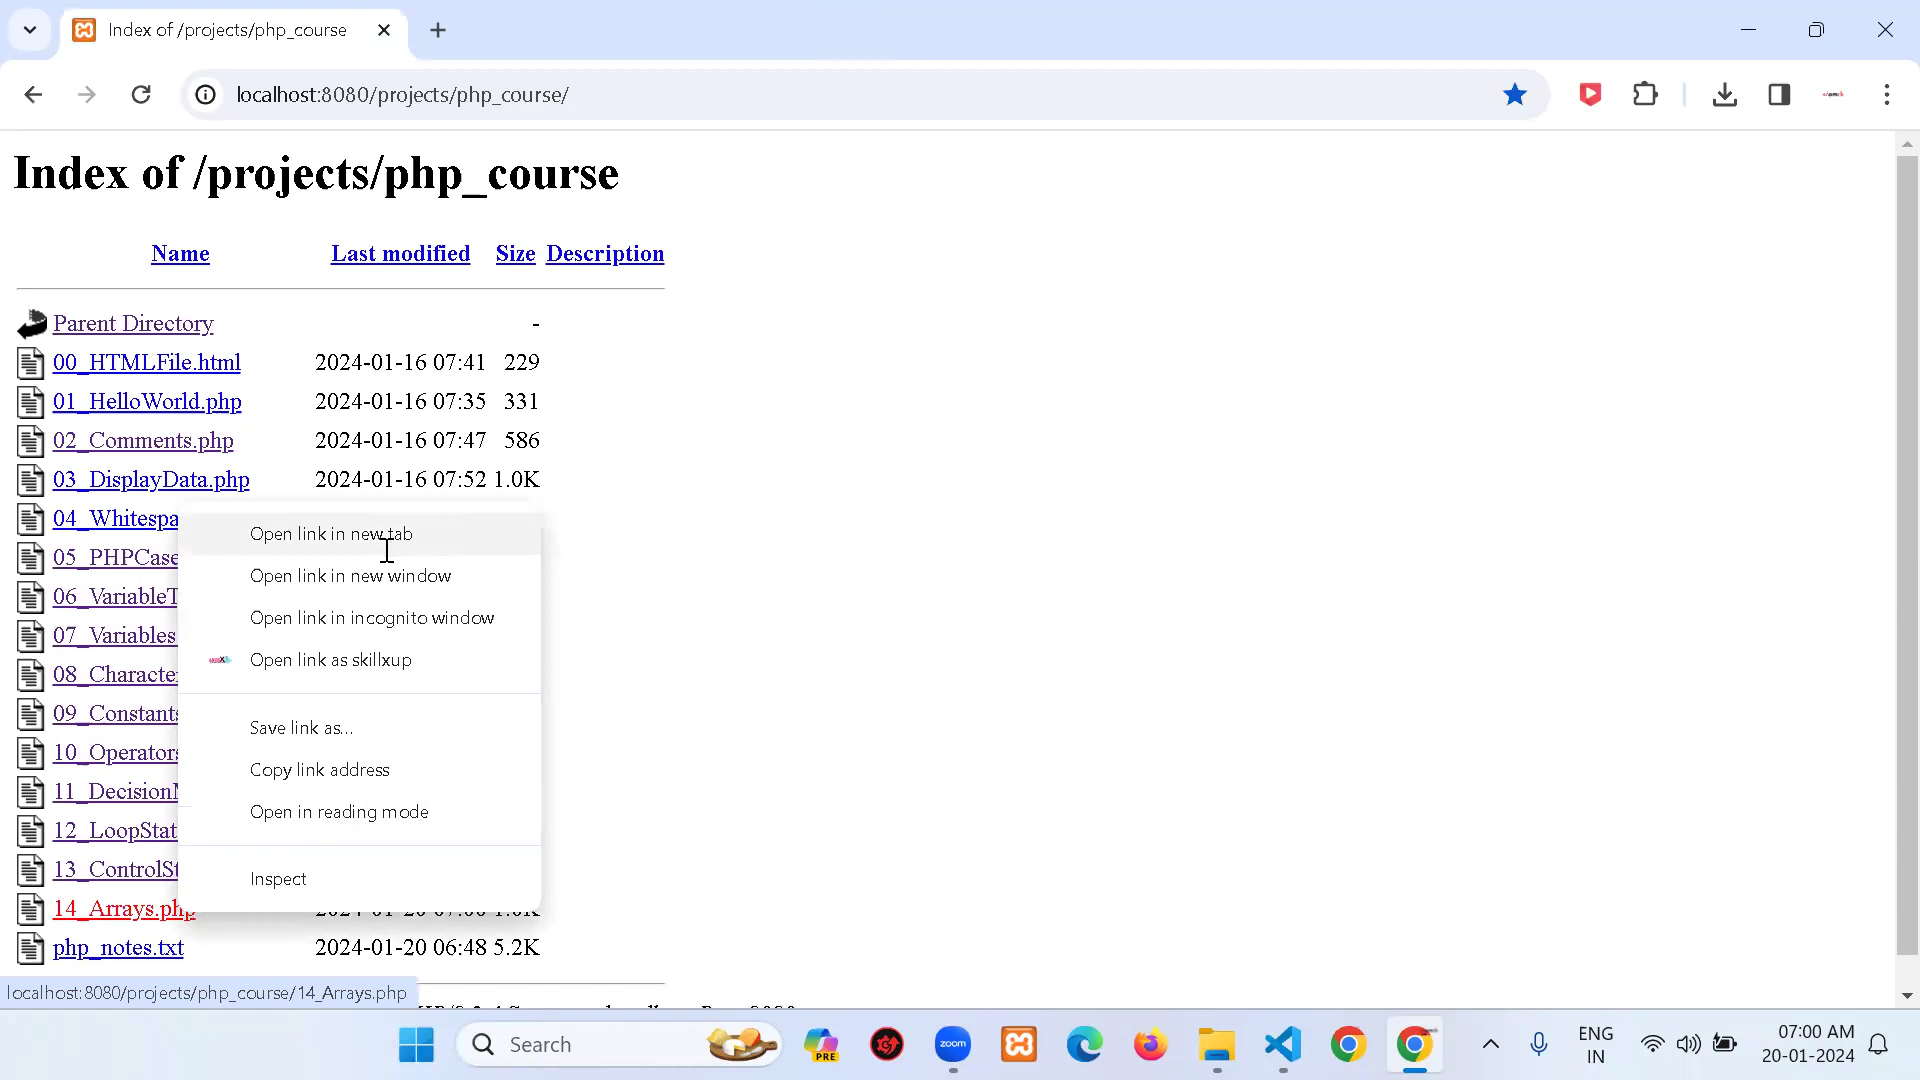 Index of /projects/php_course
localhost:8080/projects/php_course/
Index of /projects/php_course
Name Last modified Size Description
Parent Directory -
00_HTMLFile.html 2024-01-16 07:41 229
01_HelloWorld.php 2024-01-16 07:35 331
02_Comments.php 2024-01-16 07:47 586
03_DisplayData.php 2024-01-16 07:52 1.0K
04_Whitespa
05_PHPCase
06_VariableT
07_Variables
08_Character
09_Constants
10_Operators
11_Decision
12_LoopStat
13_ControlSt
14_Arrays.php
php_notes.txt 2024-01-20 06:48 5.2K
Open link in new tab
Open link in new window
Open link in incognito window
Open link as skillxup
Save link as...
Copy link address
Open in reading mode
Inspect
localhost:8080/projects/php_course/14_Arrays.php
Search
PRE
zoom
ENG
IN
07:00 AM
20-01-2024